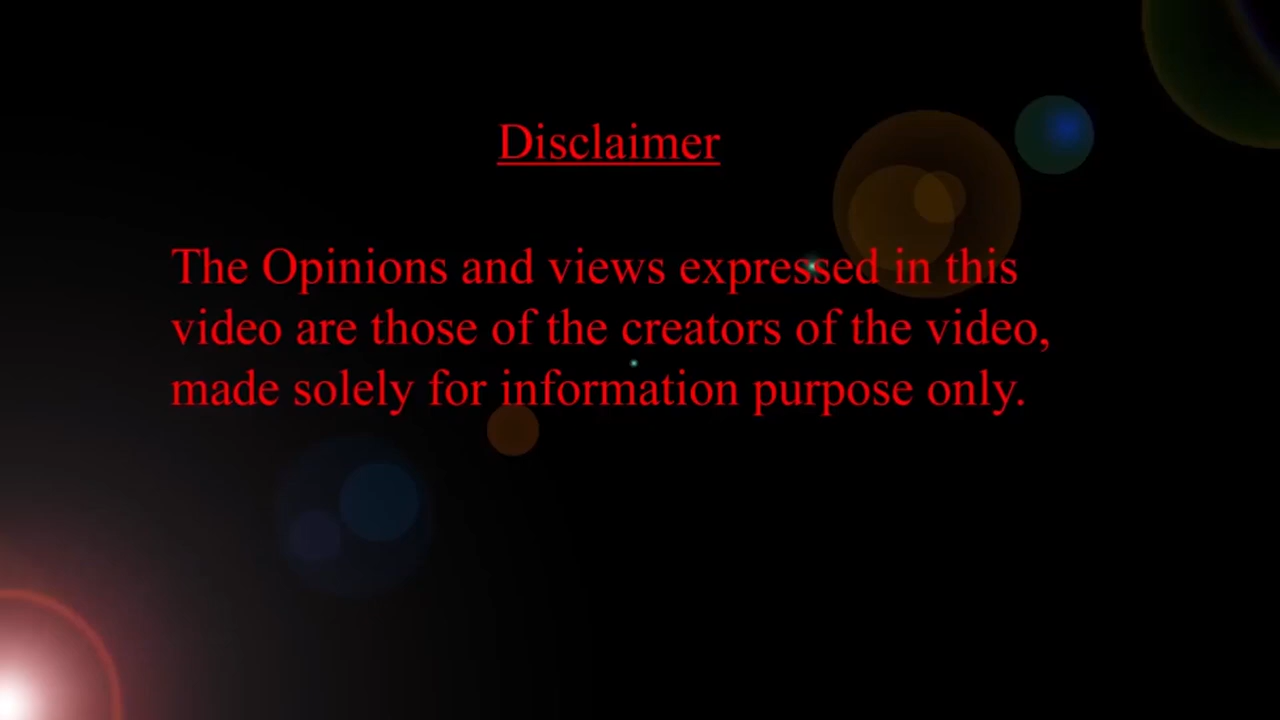 Disclaimer
The Opinions and views expressed in this
video are those of the creators of the video,
made solely for information purpose only.